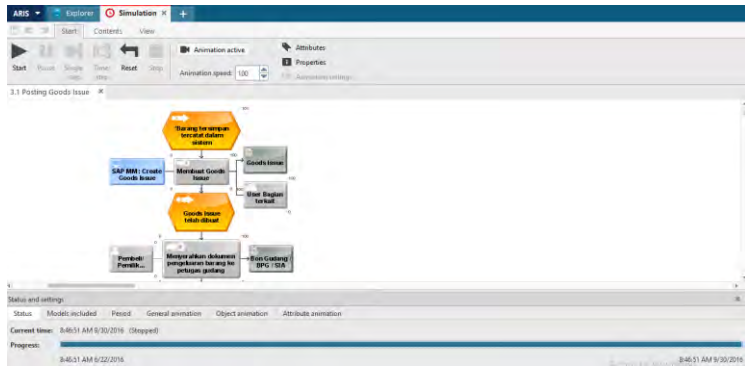 ARIS Explorer Simulation × +
Start Contents View
Start Pause Single step Time step Reset Stop
Animation active
Animation speed: 100
Attributes
Properties
Animation settings
3.1 Posting Goods Issue ×
Barang tersimpan
tercatat dalam
sistem
SAP MM : Create
Goods Issue
Membuat Goods
Issue
Goods Issue
User Bagian
terkait
Goods Issue
telah dibuat
Pembeli/
Pemilik...
Menyerahkan dokumen
pengeluaran barang ke
petugas gudang
Bon Gudang /
BPG / SIA
Status and settings
Status Models included Period General animation Object animation Attribute animation
Current time: 8:46:51 AM 9/30/2016 (Stopped)
Progress:
8:46:51 AM 6/22/2016 8:46:51 AM 9/30/2016